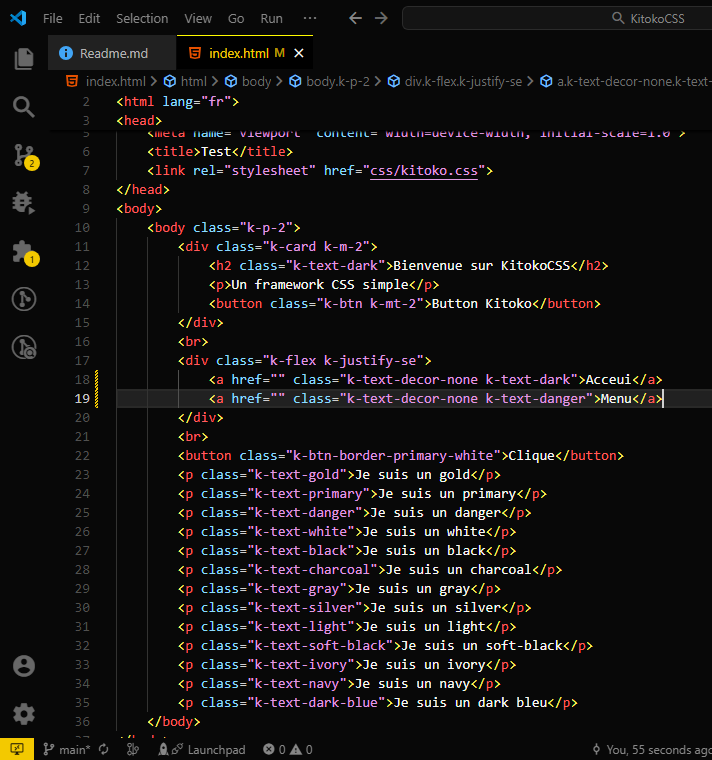 File Edit Selection View Go Run ··· KitokoCSS
Readme.md index.html M
index.html > html > body > body.k-p-2 > div.k-flex.k-justify-se > a.k-text-decor-none.k-text-
2 <html lang="fr">
3 <head>
5 <meta name="viewport" content="width=device-width, initial-scale=1.0">
6 <title>Test</title>
7 <link rel="stylesheet" href="css/kitoko.css">
8 </head>
9 <body>
10 <body class="k-p-2">
11 <div class="k-card k-m-2">
12 <h2 class="k-text-dark">Bienvenue sur KitokoCSS</h2>
13 <p>Un framework CSS simple</p>
14 <button class="k-btn k-mt-2">Button Kitoko</button>
15 </div>
16 <br>
17 <div class="k-flex k-justify-se">
18 <a href="" class="k-text-decor-none k-text-dark">Acceui</a>
19 <a href="" class="k-text-decor-none k-text-danger">Menu</a>
20 </div>
21 <br>
22 <button class="k-btn-border-primary-white">Clique</button>
23 <p class="k-text-gold">Je suis un gold</p>
24 <p class="k-text-primary">Je suis un primary</p>
25 <p class="k-text-danger">Je suis un danger</p>
26 <p class="k-text-white">Je suis un white</p>
27 <p class="k-text-black">Je suis un black</p>
28 <p class="k-text-charcoal">Je suis un charcoal</p>
29 <p class="k-text-gray">Je suis un gray</p>
30 <p class="k-text-silver">Je suis un silver</p>
31 <p class="k-text-light">Je suis un light</p>
32 <p class="k-text-soft-black">Je suis un soft-black</p>
33 <p class="k-text-ivory">Je suis un ivory</p>
34 <p class="k-text-navy">Je suis un navy</p>
35 <p class="k-text-dark-blue">Je suis un dark bleu</p>
36 </body>
2
1
main* Launchpad 0 0 You, 55 seconds ago